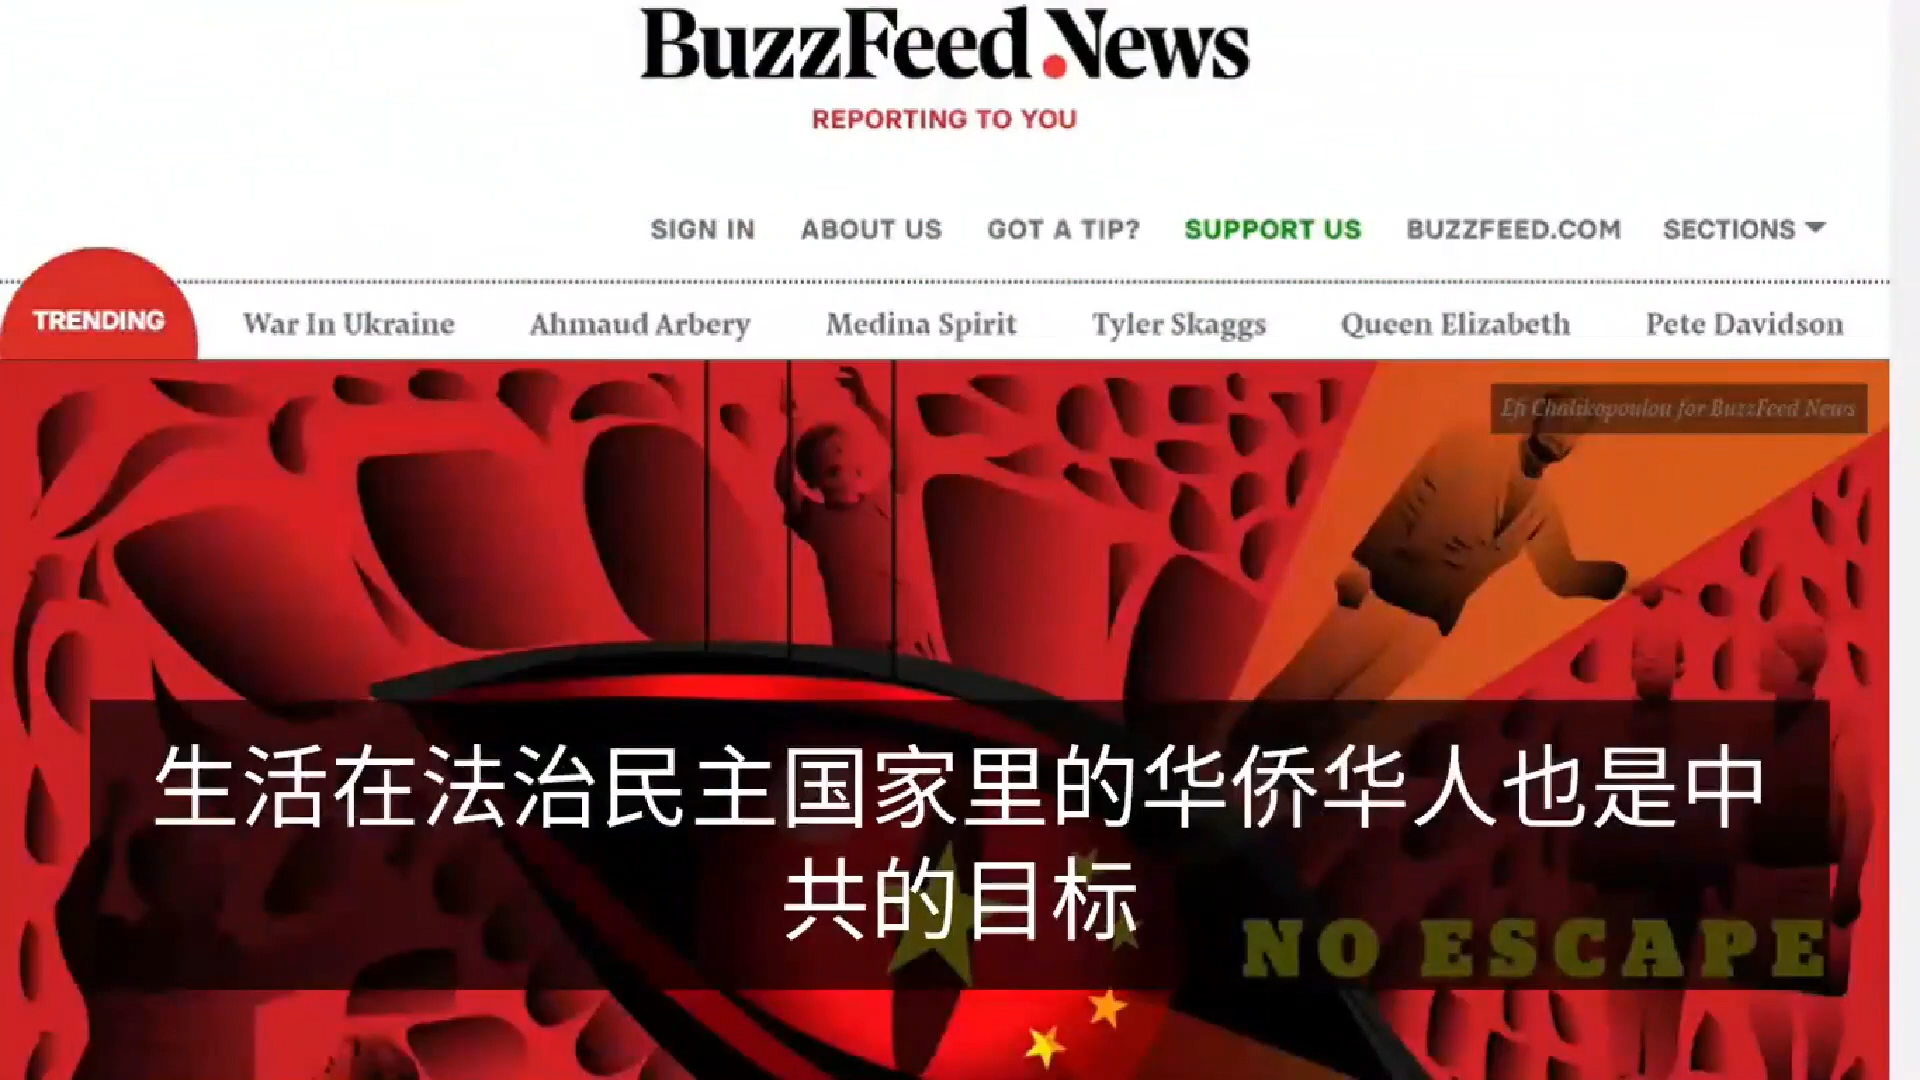 BuzzFeed News
REPORTING TO YOU
SIGN IN ABOUT US GOT A TIP? SUPPORT US BUZZFEED.COM SECTIONS
TRENDING War In Ukraine Ahmaud Arbery Medina Spirit Tyler Skaggs Queen Elizabeth Pete Davidson
Efi Chalikopoulou for BuzzFeed News
生活在法治民主国家里的华侨华人也是中
共的目标
NO ESCAPE